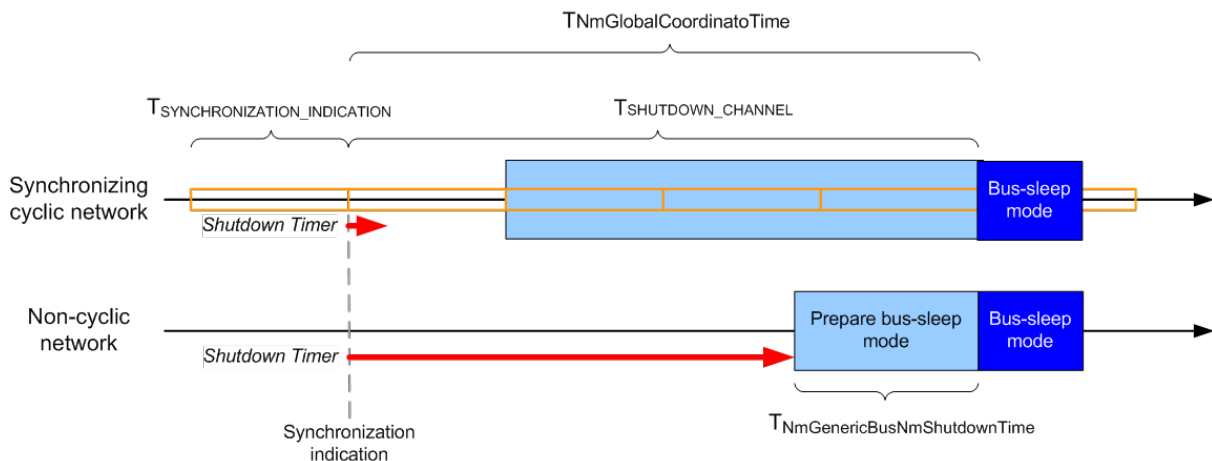 TNmGlobalCoordinatoTime
TSYNCHRONIZATION_INDICATION
TSHUTDOWN_CHANNEL
Synchronizing
cyclic network
Bus-sleep
mode
Shutdown Timer
Non-cyclic
network
Prepare bus-sleep
mode
Bus-sleep
mode
Shutdown Timer
TNmGenericBusNmShutdownTime
Synchronization
indication